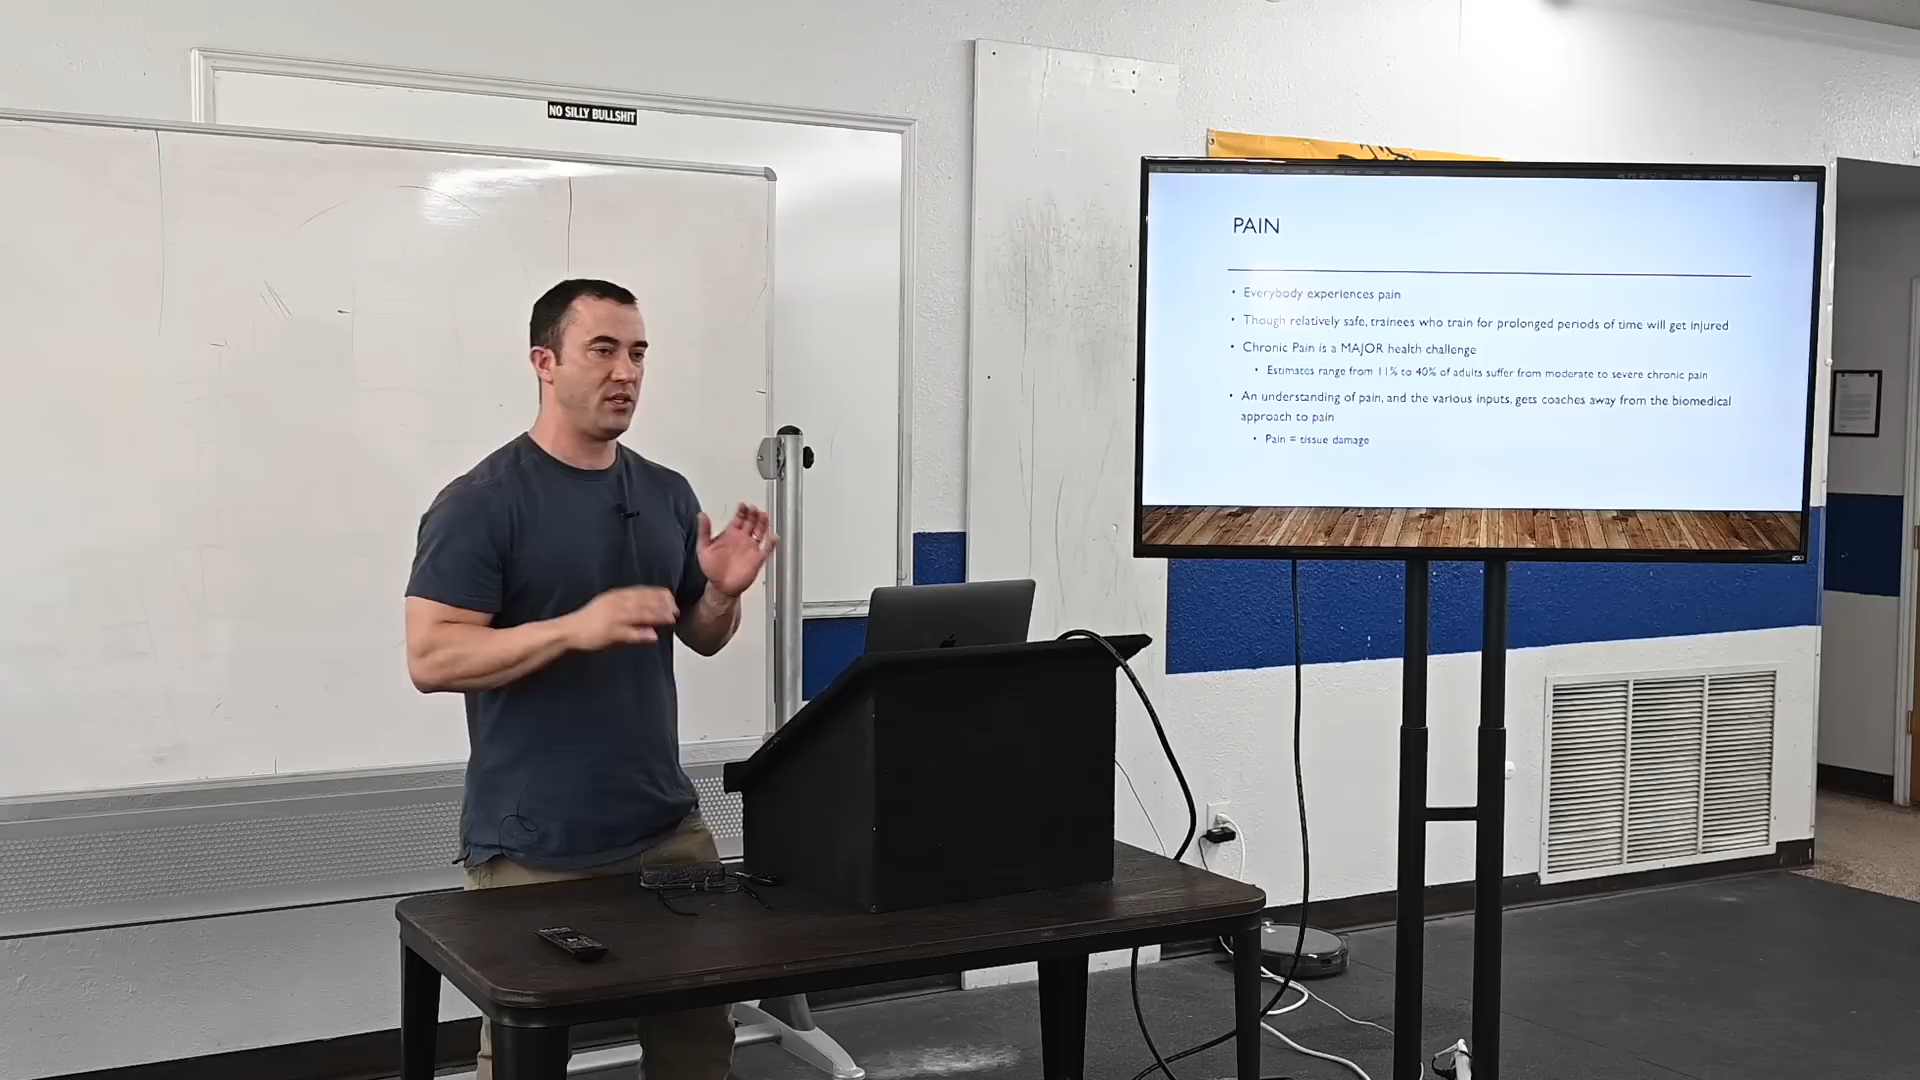 NO SILLY BULLSHIT
PAIN
• Everybody experiences pain
• Though relatively safe, trainees who train for prolonged periods of time will get injured
• Chronic Pain is a MAJOR health challenge
• Estimates range from 11% to 40% of adults suffer from moderate to severe chronic pain
• An understanding of pain, and the various inputs, gets coaches away from the biomedical
approach to pain
• Pain = tissue damage